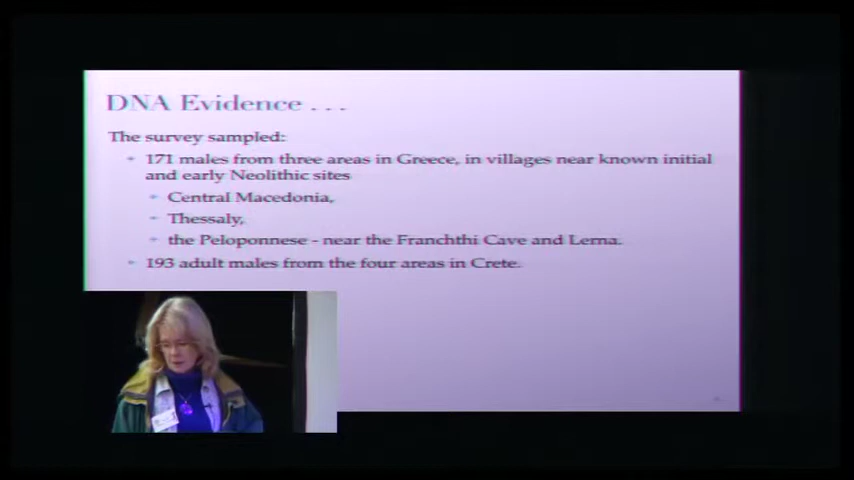 DNA Evidence . . .
The survey sampled:
171 males from three areas in Greece, in villages near known initial
and early Neolithic sites
Central Macedonia,
Thessaly,
the Peloponnese - near the Franchthi Cave and Lerna.
193 adult males from the four areas in Crete.